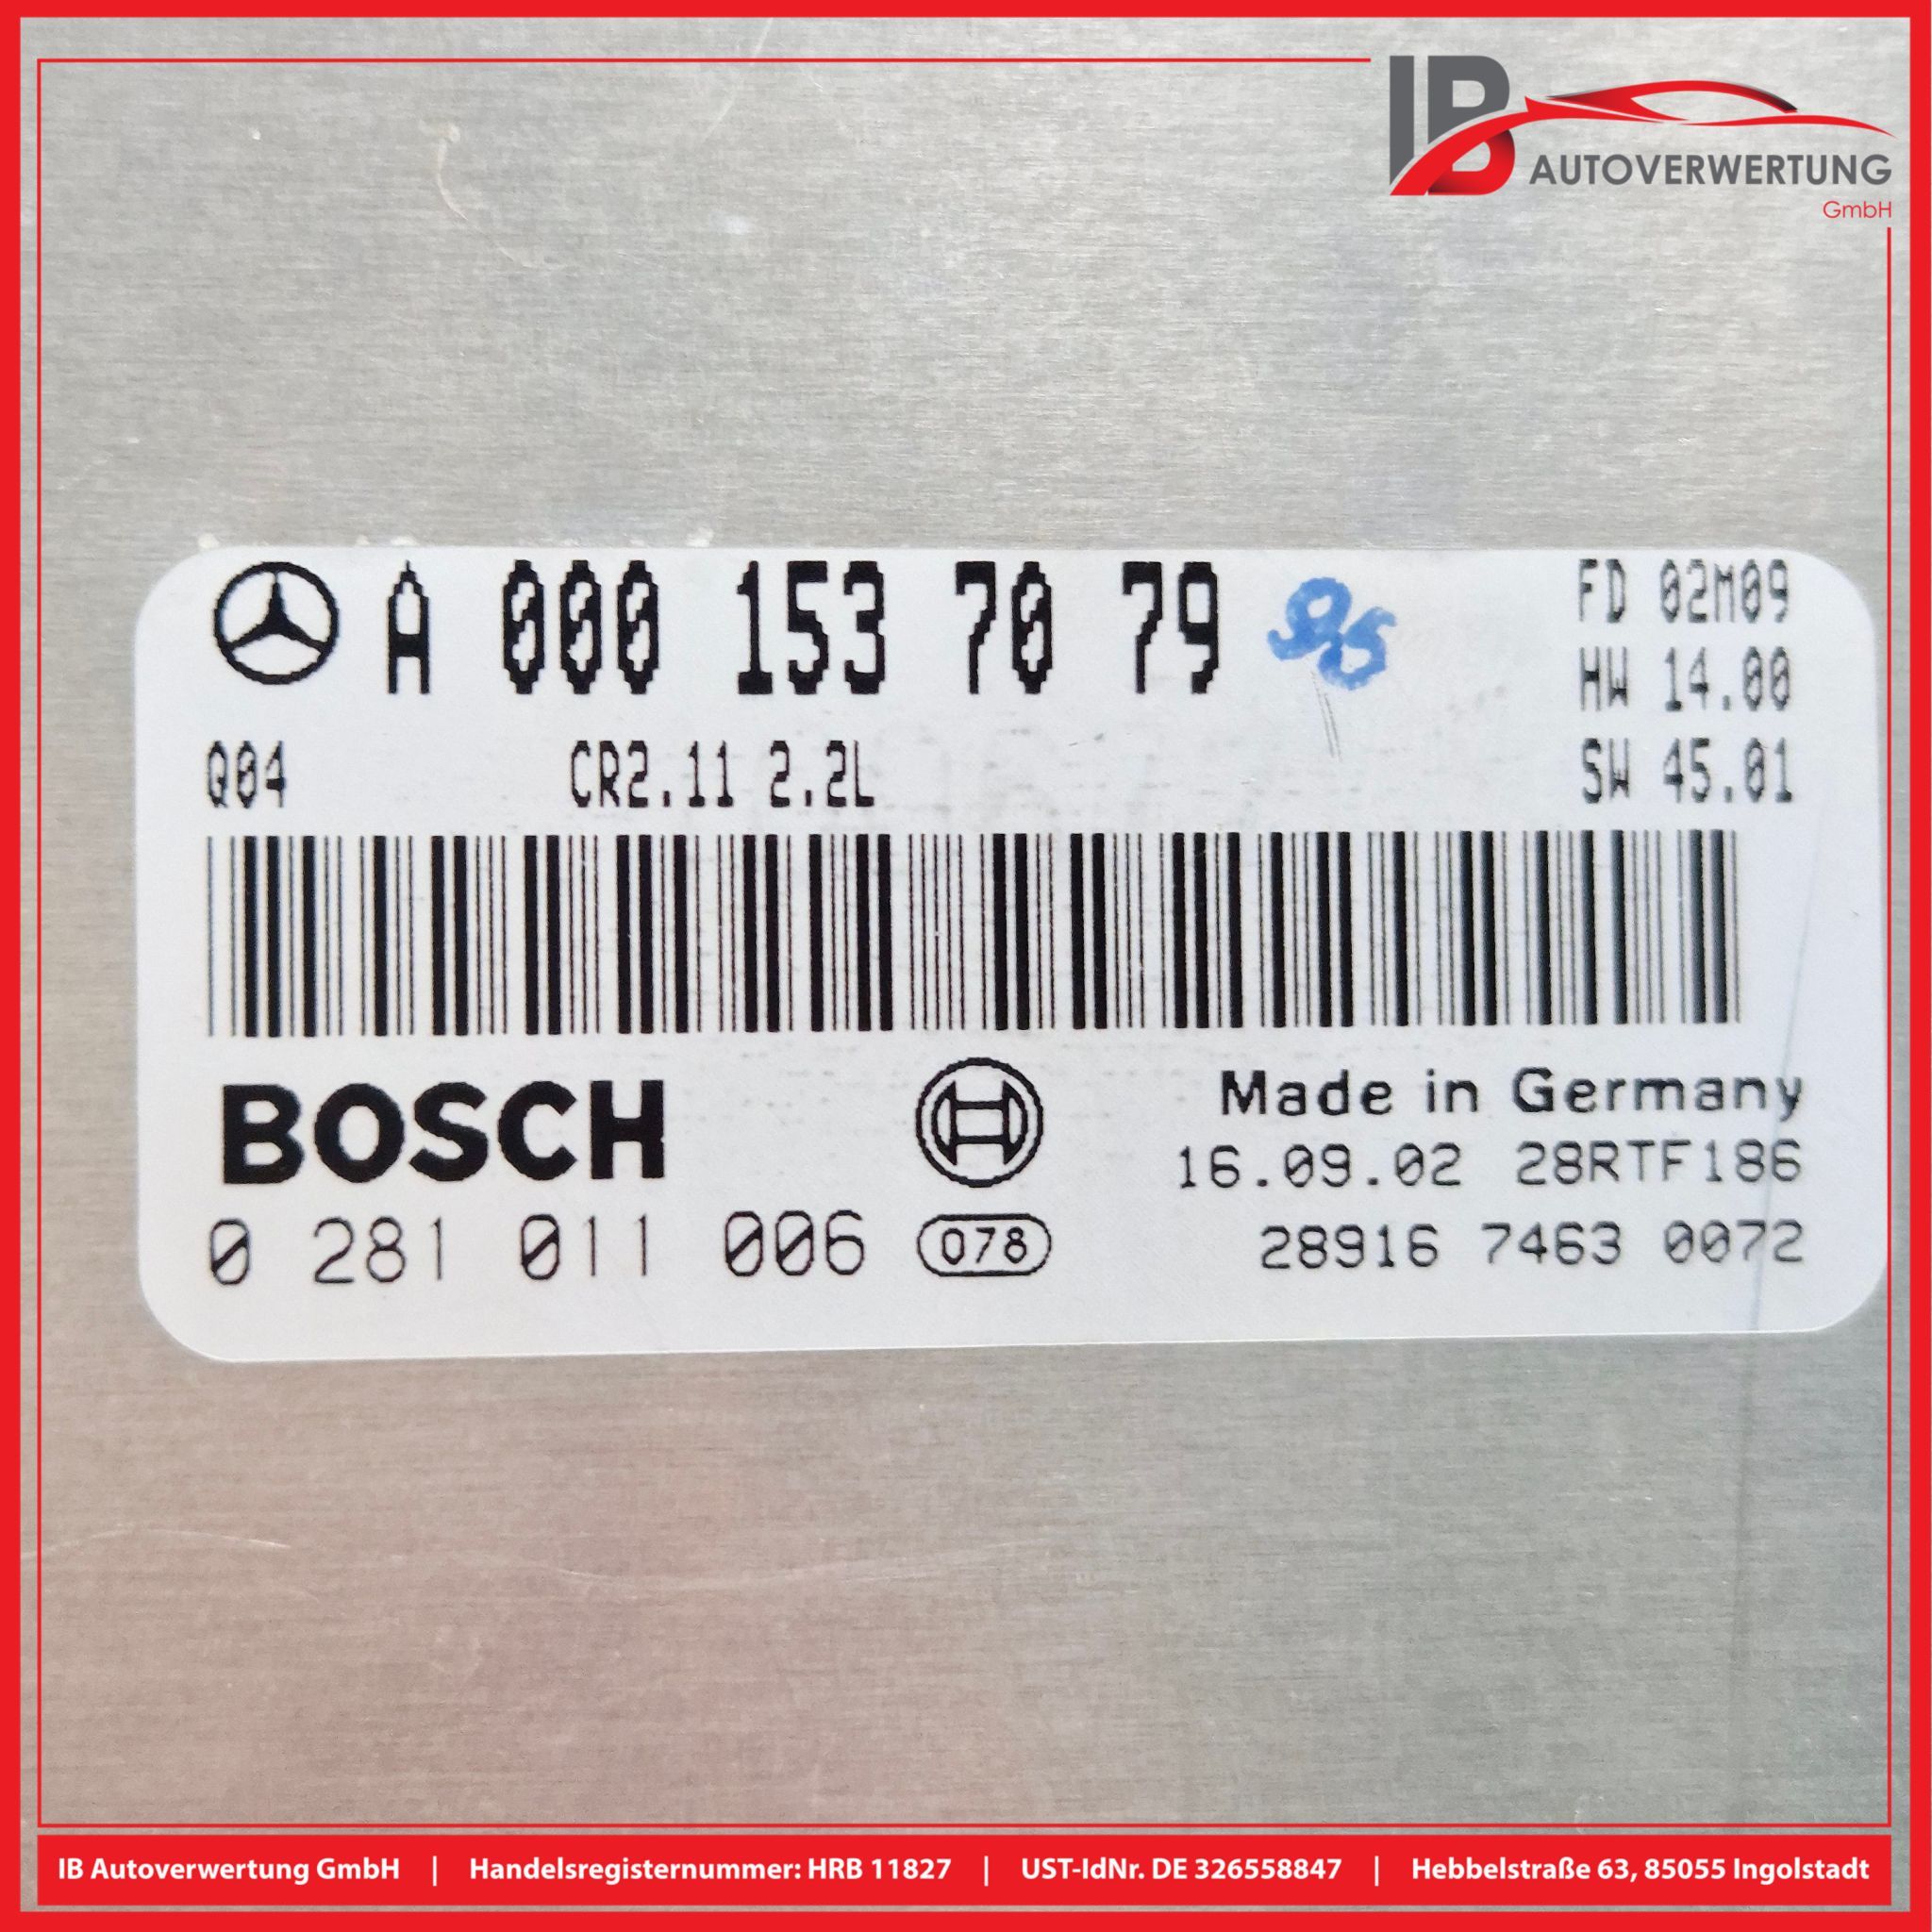 IB AUTOVERWERTUNG
GmbH
A 000 153 70 79 95
FD 02M09
HW 14.00
Q04 CR2.11 2.2L SW 45.01
BOSCH
Made in Germany
16.09.02 28RTF186
0 281 011 006 078 28916 7463 0072
IB Autoverwertung GmbH | Handelsregisternummer: HRB 11827 | UST-IdNr. DE 326558847 | Hebbelstraße 63, 85055 Ingolstadt